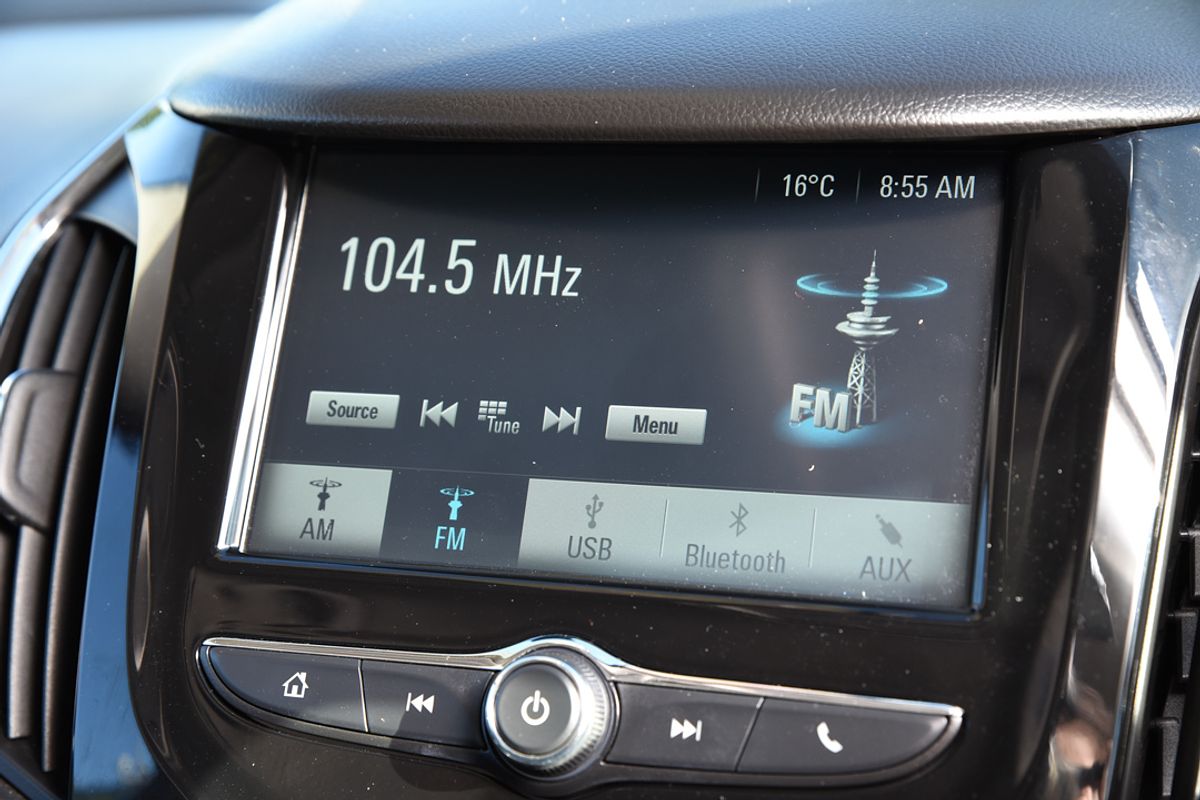 16°C 8:55 AM
104.5 MHz
FM
Source Tune Menu
AM FM USB Bluetooth AUX